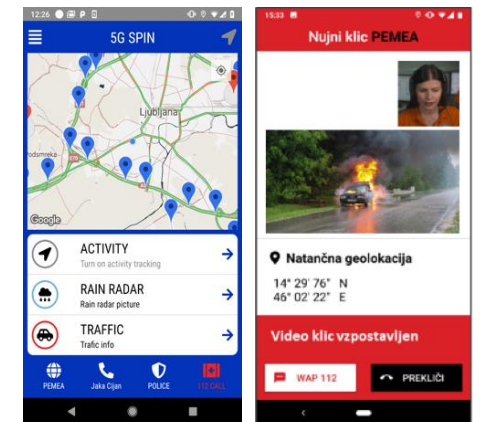 12:26
5G SPIN
Ljubljana
Google
ACTIVITY
Turn on activity tracking
RAIN RADAR
Rain radar picture
TRAFFIC
Trafic info
PEMEA
Jaka Cijan
POLICE
112 CALL
15:33
Nujni klic PEMEA
Natančna geolokacija
14° 29' 76" N
46° 02' 22" E
Video klic vzpostavljen
WAP 112
PREKLIČI